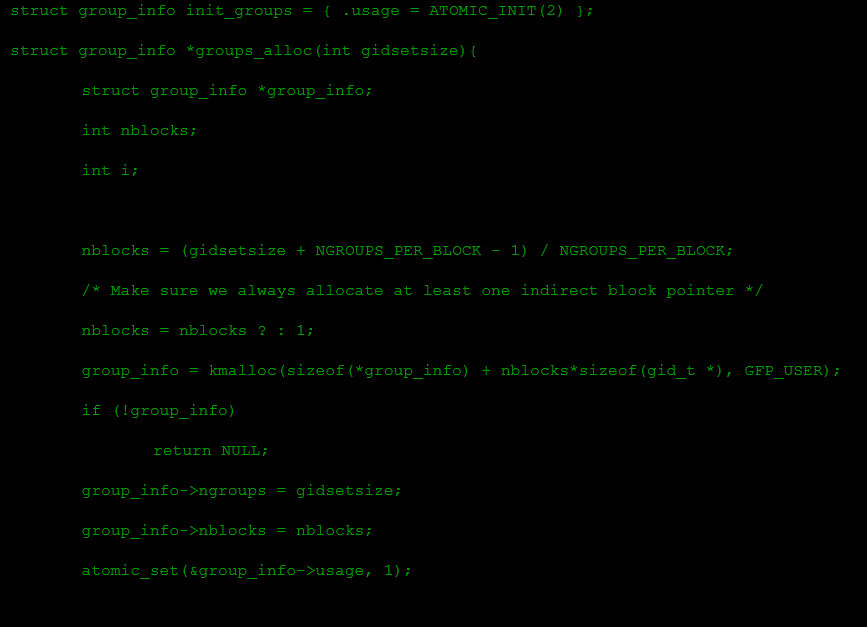 struct group_info init_groups = { .usage = ATOMIC_INIT(2) };
struct group_info *groups_alloc(int gidsetsize){
struct group_info *group_info;
int nblocks;
int i;
nblocks = (gidsetsize + NGROUPS_PER_BLOCK - 1) / NGROUPS_PER_BLOCK;
/* Make sure we always allocate at least one indirect block pointer */
nblocks = nblocks ? : 1;
group_info = kmalloc(sizeof(*group_info) + nblocks*sizeof(gid_t *), GFP_USER);
if (!group_info)
return NULL;
group_info->ngroups = gidsetsize;
group_info->nblocks = nblocks;
atomic_set(&group_info->usage, 1);